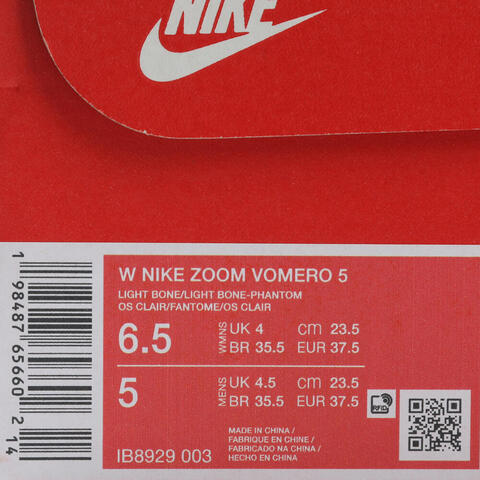 NIKE
W NIKE ZOOM VOMERO 5
LIGHT BONE/LIGHT BONE-PHANTOM
OS CLAIR/FANTOME/OS CLAIR
6.5 WMNS UK 4 cm 23.5
BR 35.5 EUR 37.5
5 MENS UK 4.5 cm 23.5
BR 35.5 EUR 37.5
RFID
MADE IN CHINA /
FABRIQUE EN CHINE /
FABRICADO NA CHINA /
HECHO EN CHINA
IB8929 003
1 98487 65660 2 14